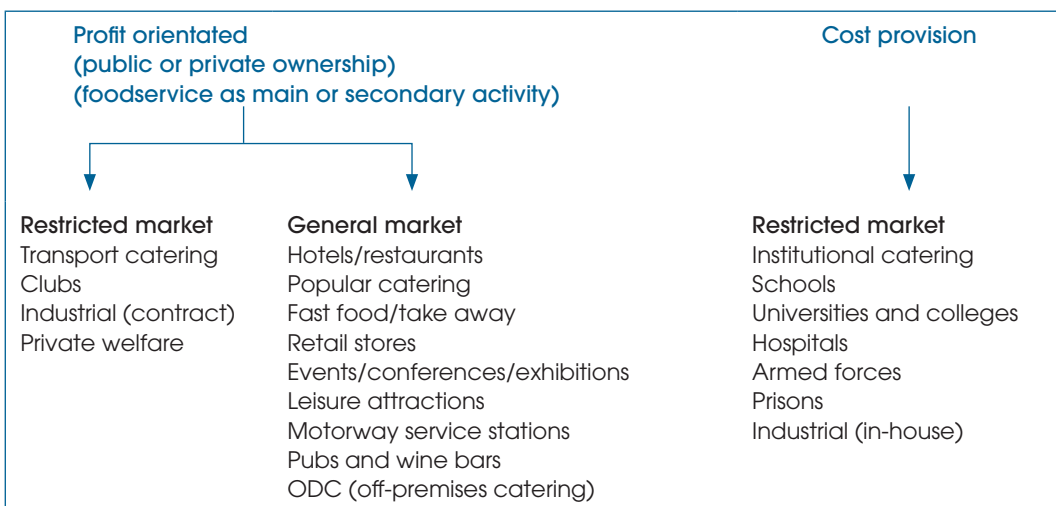 Profit orientated
(public or private ownership)
(foodservice as main or secondary activity)
Cost provision
Restricted market
Transport catering
Clubs
Industrial (contract)
Private welfare
General market
Hotels/restaurants
Popular catering
Fast food/take away
Retail stores
Events/conferences/exhibitions
Leisure attractions
Motorway service stations
Pubs and wine bars
ODC (off-premises catering)
Restricted market
Institutional catering
Schools
Universities and colleges
Hospitals
Armed forces
Prisons
Industrial (in-house)